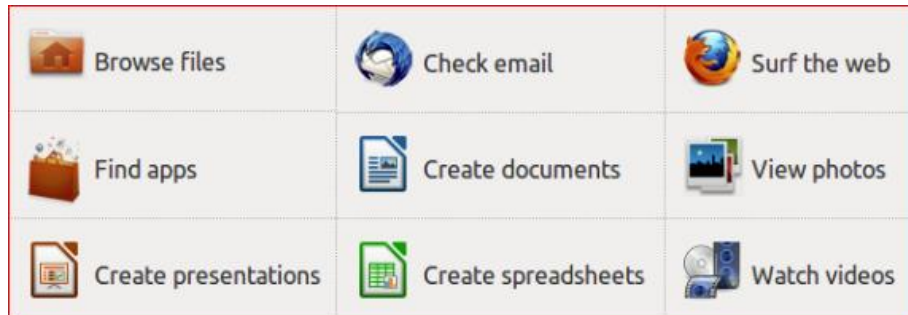 Browse files
Check email
Surf the web
Find apps
Create documents
View photos
Create presentations
Create spreadsheets
Watch videos